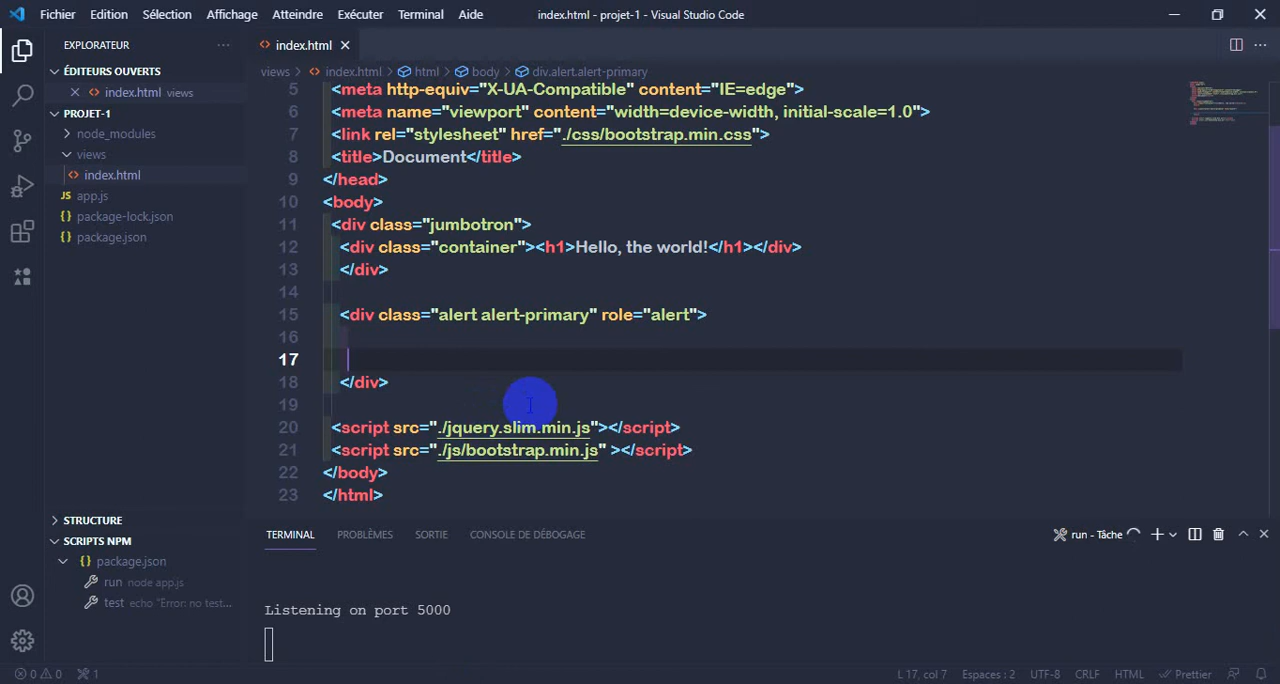 Fichier Edition Sélection Affichage Atteindre Exécuter Terminal Aide index.html - projet-1 - Visual Studio Code
EXPLORATEUR
index.html
ÉDITEURS OUVERTS
index.html views
PROJET-1
node_modules
views
index.html
app.js
package-lock.json
package.json
STRUCTURE
SCRIPTS NPM
package.json
run node app.js
test echo "Error: no test...
views > index.html > html > body > div.alert.alert-primary
5 <meta http-equiv="X-UA-Compatible" content="IE=edge">
6 <meta name="viewport" content="width=device-width, initial-scale=1.0">
7 <link rel="stylesheet" href="./css/bootstrap.min.css">
8 <title>Document</title>
9 </head>
10 <body>
11 <div class="jumbotron">
12 <div class="container"><h1>Hello, the world!</h1></div>
13 </div>
14
15 <div class="alert alert-primary" role="alert">
16
17
18 </div>
19
20 <script src="./jquery.slim.min.js"></script>
21 <script src="./js/bootstrap.min.js" ></script>
22 </body>
23 </html>
TERMINAL PROBLÈMES SORTIE CONSOLE DE DÉBOGAGE run - Tâche
Listening on port 5000
0 0 1 L 17, col 7 Espaces : 2 UTF-8 CRLF HTML Prettier